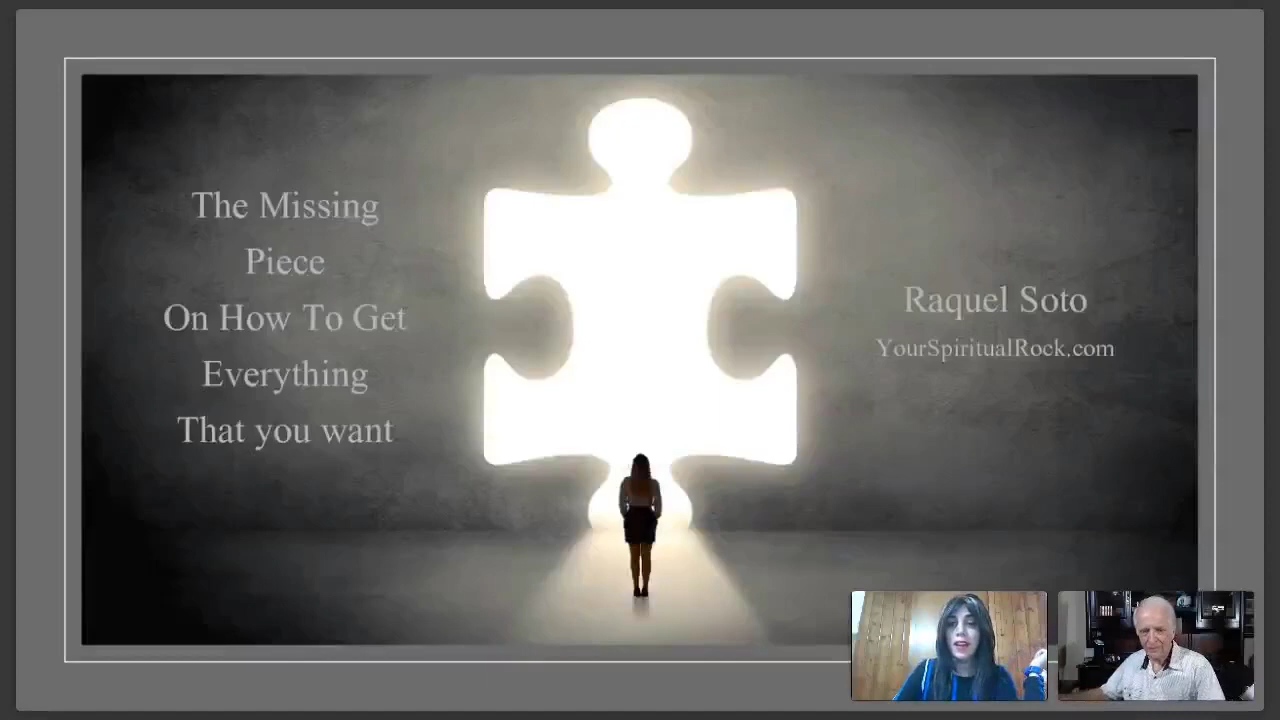 The Missing
Piece
On How To Get
Everything
That you want
Raquel Soto
YourSpiritualRock.com